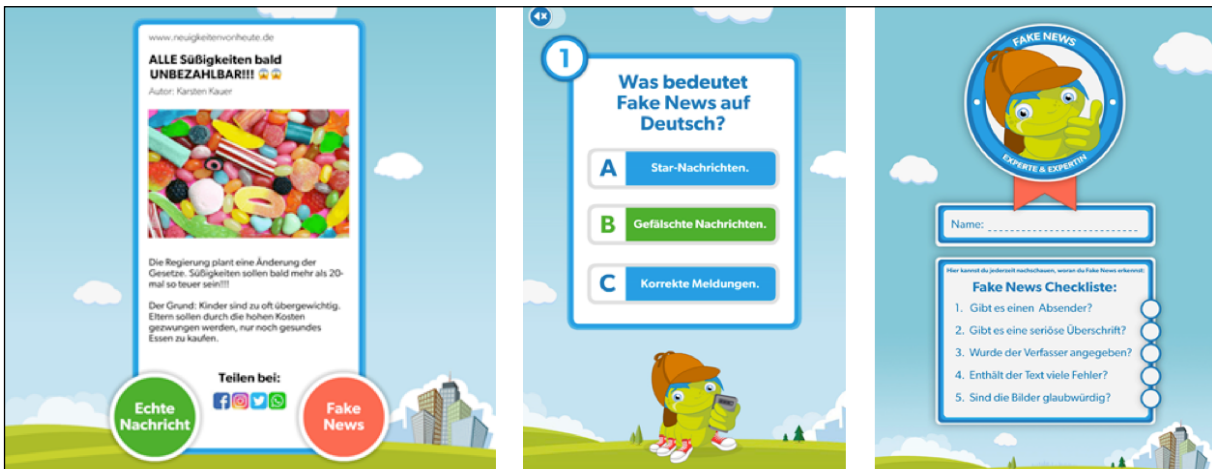 www.neuigkeitenvonheute.de
ALLE Süßigkeiten bald
UNBEZAHLBAR!!! 😱😱
Autor: Karsten Kauer
Die Regierung plant eine Änderung der
Gesetze. Süßigkeiten sollen bald mehr als 20-
mal so teuer sein!!!
Der Grund: Kinder sind zu oft übergewichtig.
Eltern sollen durch die hohen Kosten
gezwungen werden, nur noch gesundes
Essen zu kaufen.
Teilen bei:
Echte
Nachricht
Fake
News
1
Was bedeutet
Fake News auf
Deutsch?
A
Star-Nachrichten.
B
Gefälschte Nachrichten.
C
Korrekte Meldungen.
FAKE NEWS
EXPERTE & EXPERTIN
Name:
Hier kannst du jederzeit nachschauen, woran du Fake News erkennst:
Fake News Checkliste:
1. Gibt es einen Absender?
2. Gibt es eine seriöse Überschrift?
3. Wurde der Verfasser angegeben?
4. Enthält der Text viele Fehler?
5. Sind die Bilder glaubwürdig?